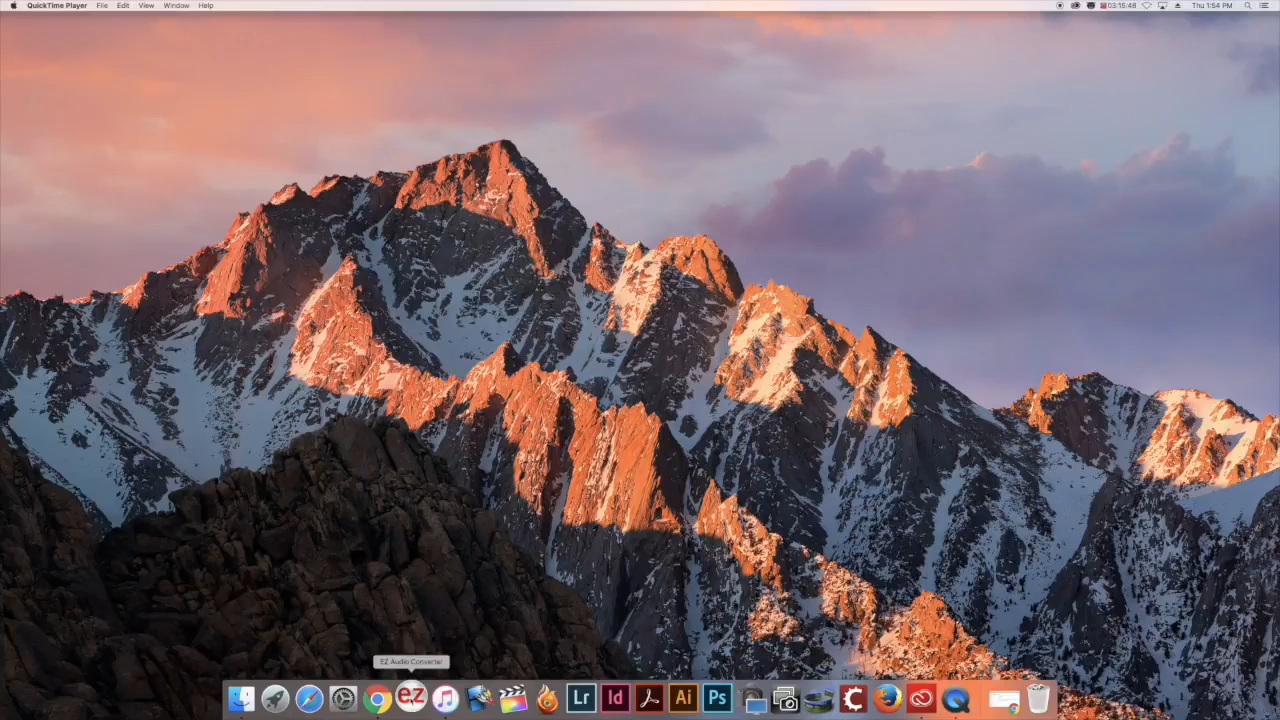 QuickTime Player File Edit View Window Help
03:15:48 Thu 1:54 PM
EZ Audio Converter
ez Lr Id Ai Ps